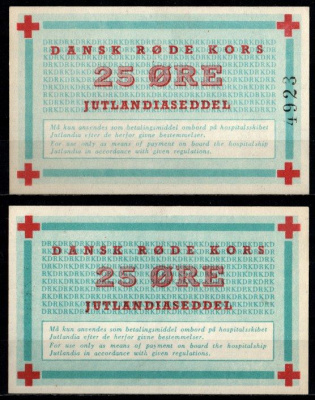 DANSK RØDE KORS
25 ØRE
JUTLANDIASEDDEL
4923
Må kun anvendes som betalingsmiddel ombord på hospitalsskibet
Jutlandia efter de herfor givne bestemmelser.
For use only as means of payment on board the hospitalship
Jutlandia in accordance with given regulations.
DANSK RØDE KORS
25 ØRE
JUTLANDIASEDDEL
Må kun anvendes som betalingsmiddel ombord på hospitalsskibet
Jutlandia efter de herfor givne bestemmelser.
For use only as means of payment on board the hospitalship
Jutlandia in accordance with given regulations.